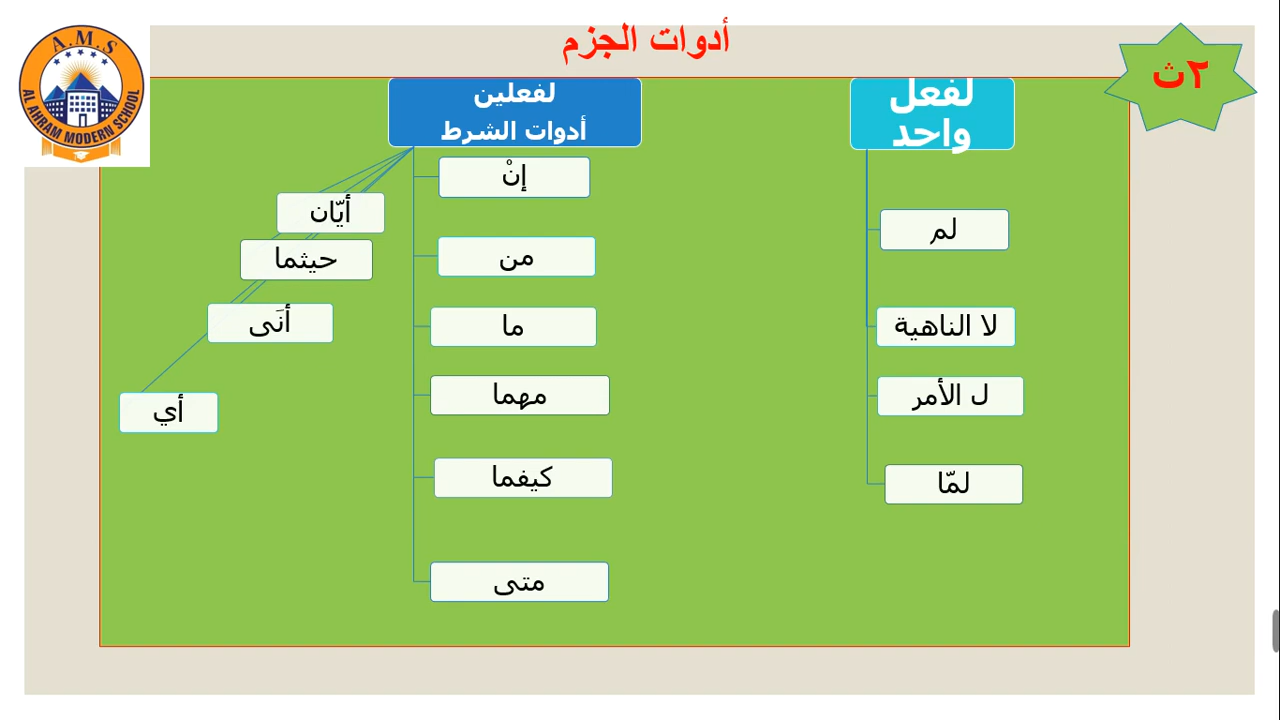 أدوات الجزم
٢ث
A.M.S
AL AHRAM MODERN SCHOOL
لفعل
واحد
لم
لا الناهية
ل الأمر
لمّا
لفعلين
أدوات الشرط
إنْ
من
ما
مهما
كيفما
متى
أيّان
حيثما
أنَى
أي